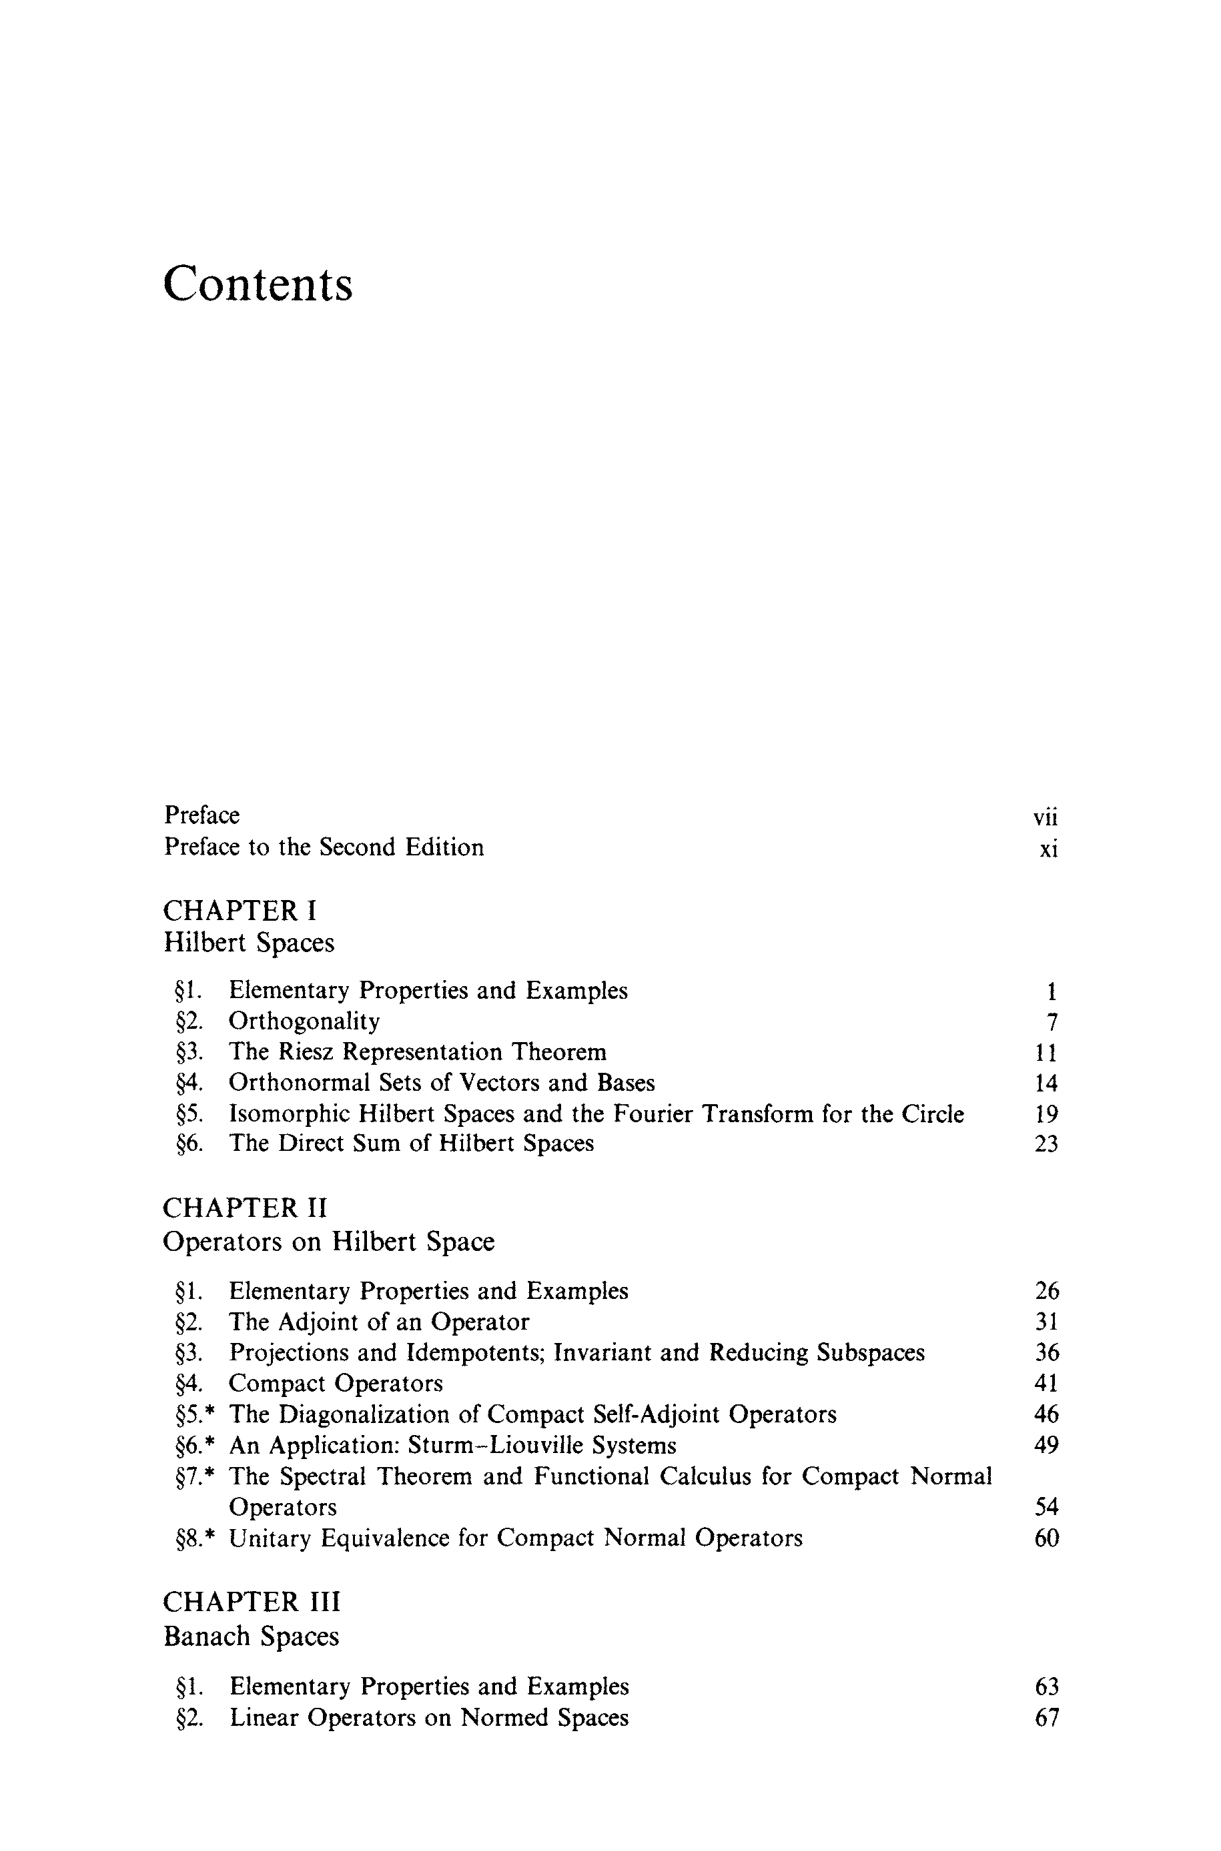 Contents
Preface vii
Preface to the Second Edition xi
CHAPTER I
Hilbert Spaces
§1. Elementary Properties and Examples 1
§2. Orthogonality 7
§3. The Riesz Representation Theorem 11
§4. Orthonormal Sets of Vectors and Bases 14
§5. Isomorphic Hilbert Spaces and the Fourier Transform for the Circle 19
§6. The Direct Sum of Hilbert Spaces 23
CHAPTER II
Operators on Hilbert Space
§1. Elementary Properties and Examples 26
§2. The Adjoint of an Operator 31
§3. Projections and Idempotents; Invariant and Reducing Subspaces 36
§4. Compact Operators 41
§5.* The Diagonalization of Compact Self-Adjoint Operators 46
§6.* An Application: Sturm–Liouville Systems 49
§7.* The Spectral Theorem and Functional Calculus for Compact Normal
Operators 54
§8.* Unitary Equivalence for Compact Normal Operators 60
CHAPTER III
Banach Spaces
§1. Elementary Properties and Examples 63
§2. Linear Operators on Normed Spaces 67